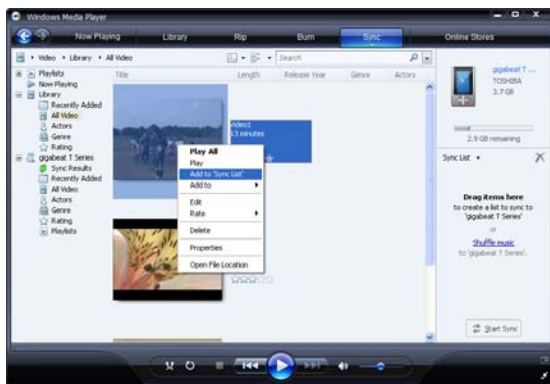 Windows Media Player
Now Playing
Library
Rip
Burn
Sync
Online Stores
Video • Library • All Video
Search
Playlists
Now Playing
Library
Recently Added
All Video
Actors
Genre
Rating
gigabeat T Series
Sync Results
Recently Added
All Video
Actors
Genre
Rating
Playlists
Title
Length
Release Year
Genre
Actors
Video1
13 minutes
Play All
Play
Add to 'Sync List'
Add to
Edit
Rate
Delete
Properties
Open File Location
gigabeat T ...
TOSHIBA
3.7 GB
2.9 GB remaining
Sync List
Drag items here
to create a list to sync to
'gigabeat T Series'
or
Shuffle music
to 'gigabeat T Series'.
Start Sync